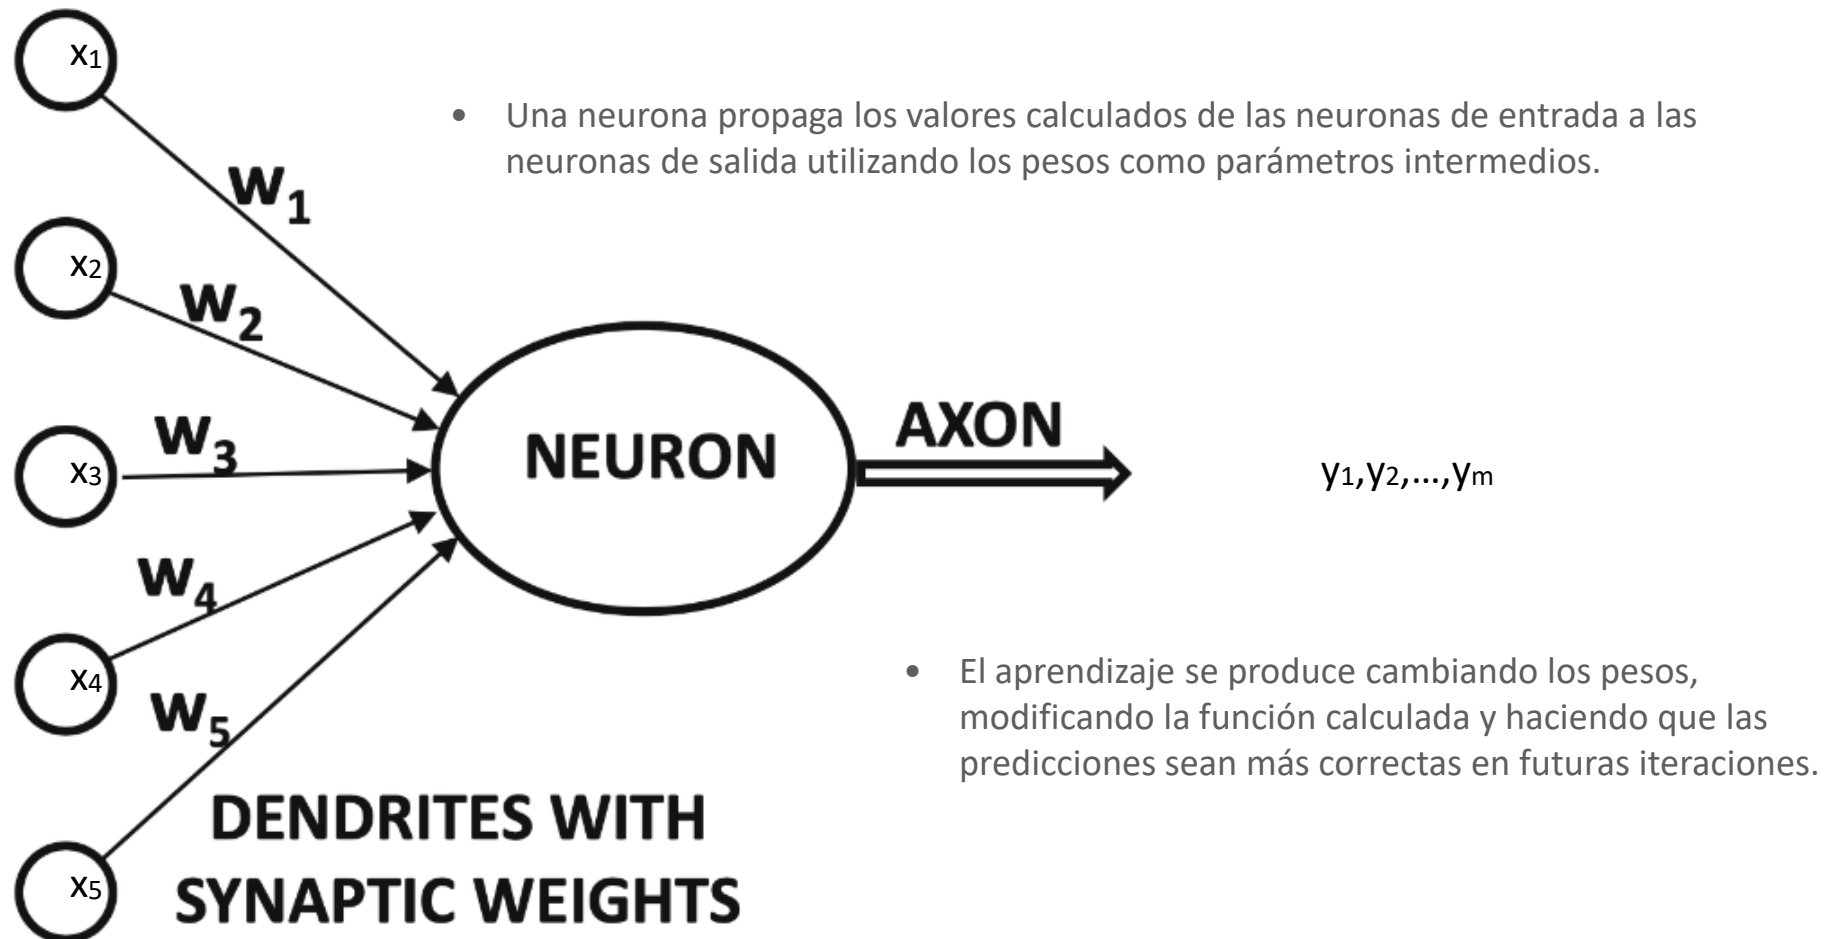 x1
• Una neurona propaga los valores calculados de las neuronas de entrada a las
neuronas de salida utilizando los pesos como parámetros intermedios.
w1
x2
w2
w3
x3
NEURON
AXON
y1,y2,...,ym
w4
x4
w5
• El aprendizaje se produce cambiando los pesos,
modificando la función calculada y haciendo que las
predicciones sean más correctas en futuras iteraciones.
DENDRITES WITH
SYNAPTIC WEIGHTS
x5